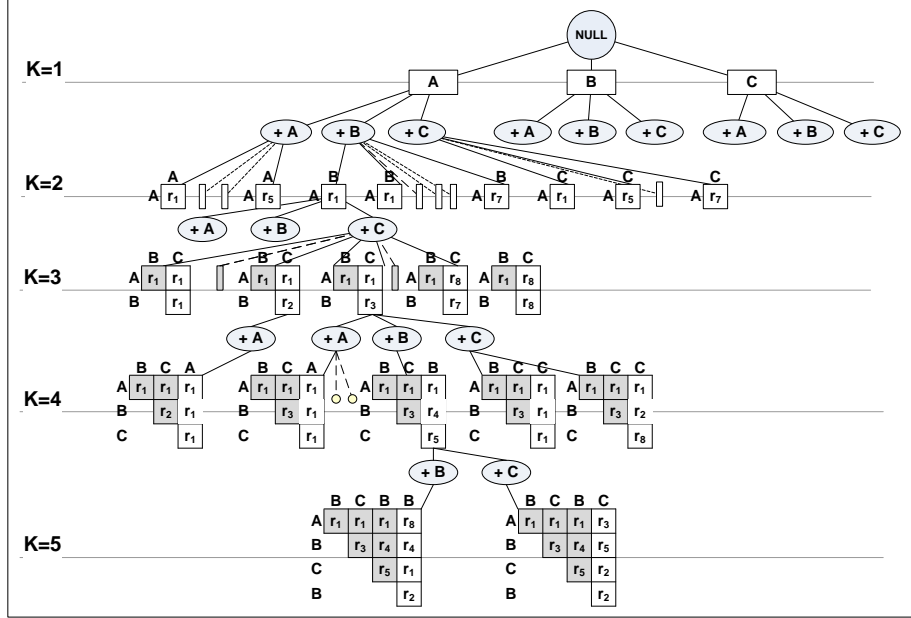 NULL
K=1
A B C
+ A + B + C + A + B + C + A + B + C
A A B B B C C C
K=2
A r₁ A r₅ A r₁ A r₁ A r₇ A r₁ A r₅ A r₇
+ A + B + C
K=3
B C B C B C B C B C
A r₁ r₁ A r₁ r₁ A r₁ r₁ A r₁ r₈ A r₁ r₈
B r₁ B r₂ B r₃ B r₇ B r₈
+ A + A + B + C
B C A B C A B C B B C C B C C
A r₁ r₁ r₁ A r₁ r₁ r₁ A r₁ r₁ r₁ A r₁ r₁ r₁ A r₁ r₁ r₁
K=4
B r₂ r₁ B r₃ r₁ B r₃ r₄ B r₃ r₁ B r₃ r₂
C r₁ C r₁ C r₅ C r₁ C r₈
+ B + C
B C B B B C B C
A r₁ r₁ r₁ r₈ A r₁ r₁ r₁ r₃
K=5
B r₃ r₄ r₄ B r₃ r₄ r₅
C r₅ r₁ C r₅ r₂
B r₂ B r₂